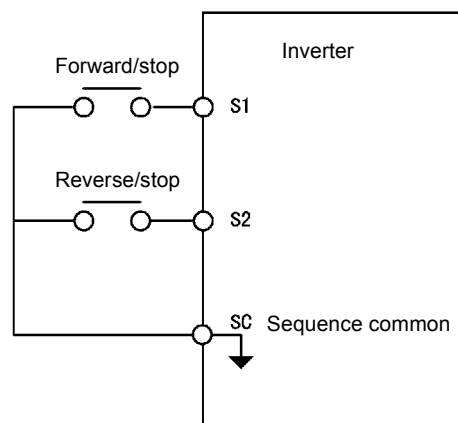 Inverter
Forward/stop
S1
Reverse/stop
S2
SC Sequence common